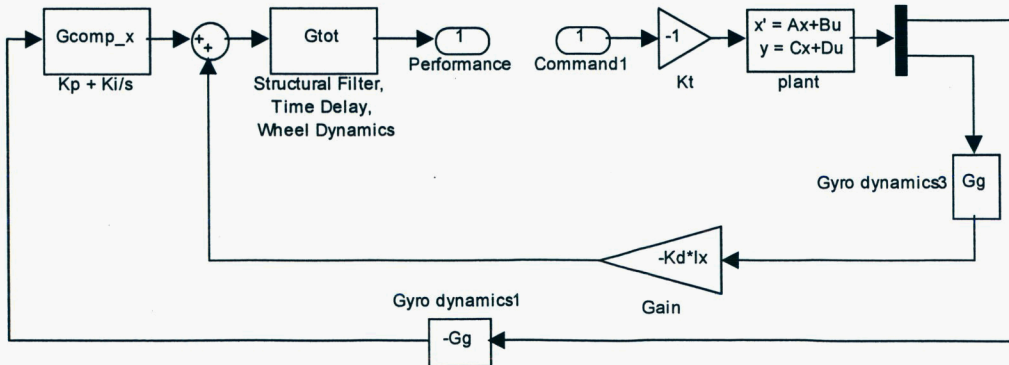 Gcomp_x
Kp + Ki/s
+
+
Gtot
Structural Filter,
Time Delay,
Wheel Dynamics
1
Performance
1
Command1
-1
Kt
x' = Ax+Bu
y = Cx+Du
plant
Gyro dynamics3
Gg
-Kd*Ix
Gain
Gyro dynamics1
-Gg